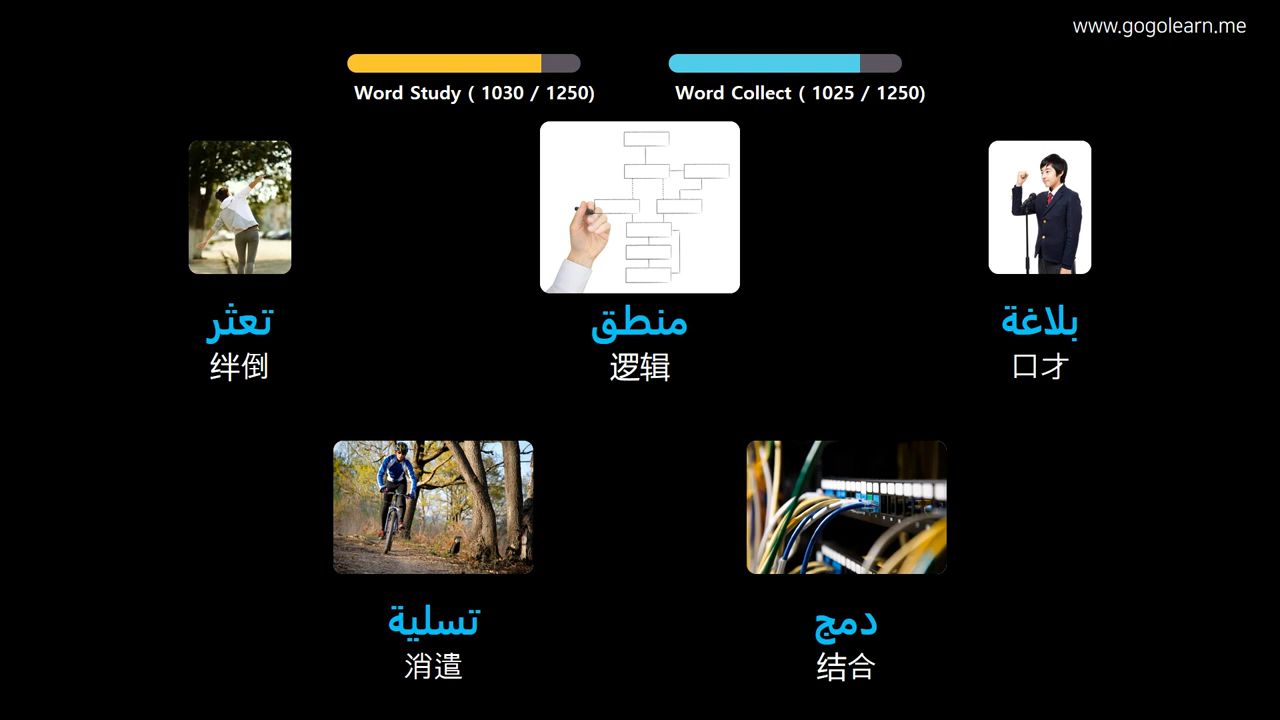 www.gogolearn.me
Word Study ( 1030 / 1250)
Word Collect ( 1025 / 1250)
تعثر
绊倒
منطق
逻辑
بلاغة
口才
تسلية
消遣
دمج
结合